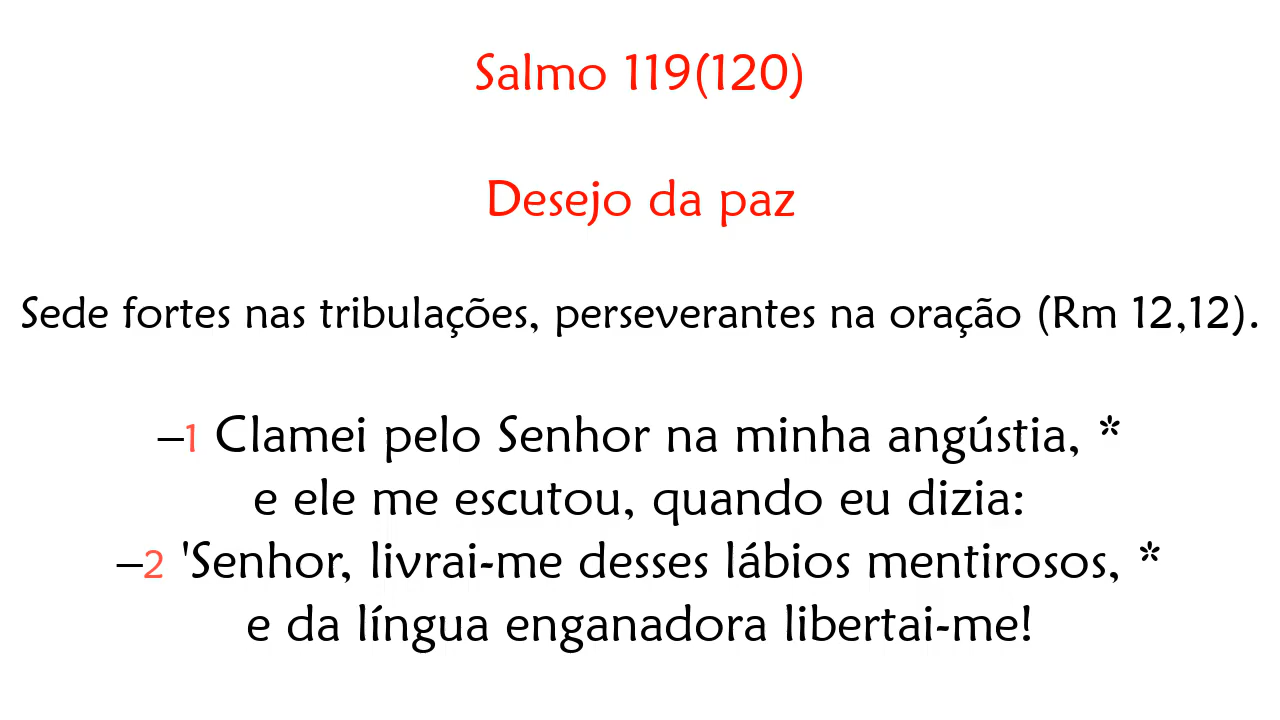 Salmo 119(120)
Desejo da paz
Sede fortes nas tribulações, perseverantes na oração (Rm 12,12).
–1 Clamei pelo Senhor na minha angústia, *
e ele me escutou, quando eu dizia:
–2 'Senhor, livrai-me desses lábios mentirosos, *
e da língua enganadora libertai-me!